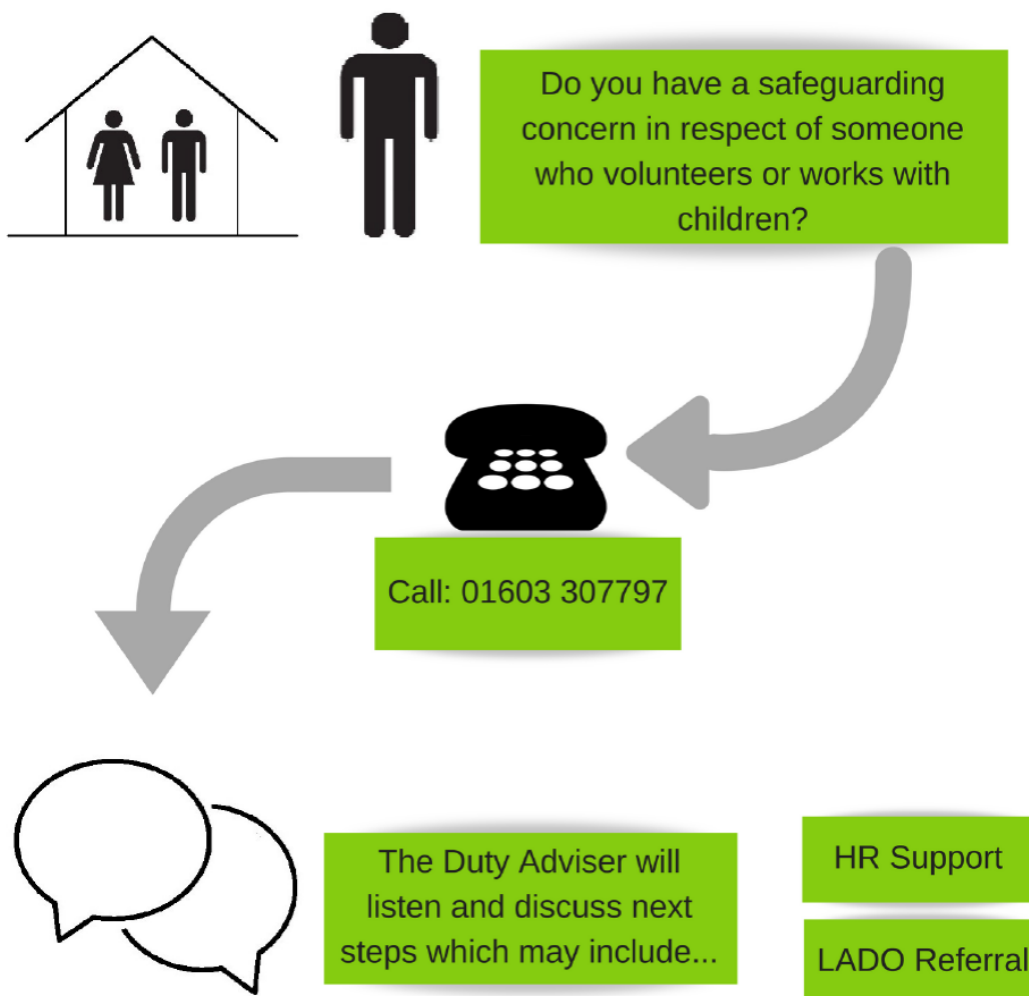 Do you have a safeguarding
concern in respect of someone
who volunteers or works with
children?
Call: 01603 307797
The Duty Adviser will
listen and discuss next
steps which may include...
HR Support
LADO Referral